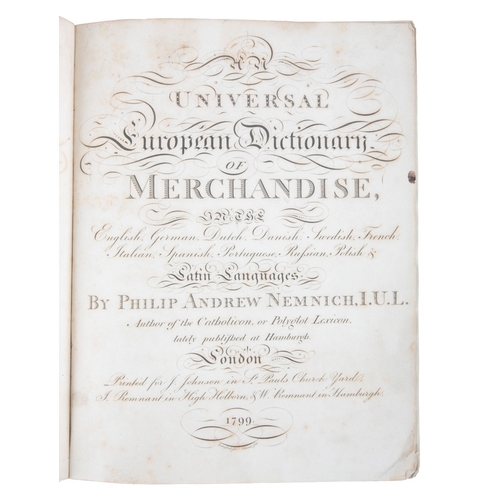 AN
UNIVERSAL
European Dictionary
OF
MERCHANDISE,
IN THE
English, German, Dutch, Danish, Swedish, French,
Italian, Spanish, Portuguese, Rufsian, Polish &
Latin Languages.
BY PHILIP ANDREW NEMNICH, I.U.L.
Author of the Catholicon, or Polyglot Lexicon,
lately published at Hamburgh.
London
Printed for J. Johnson in St. Pauls Church Yard;
J. Remnant in High Holborn, & W. Remnant in Hamburgh.
1799.